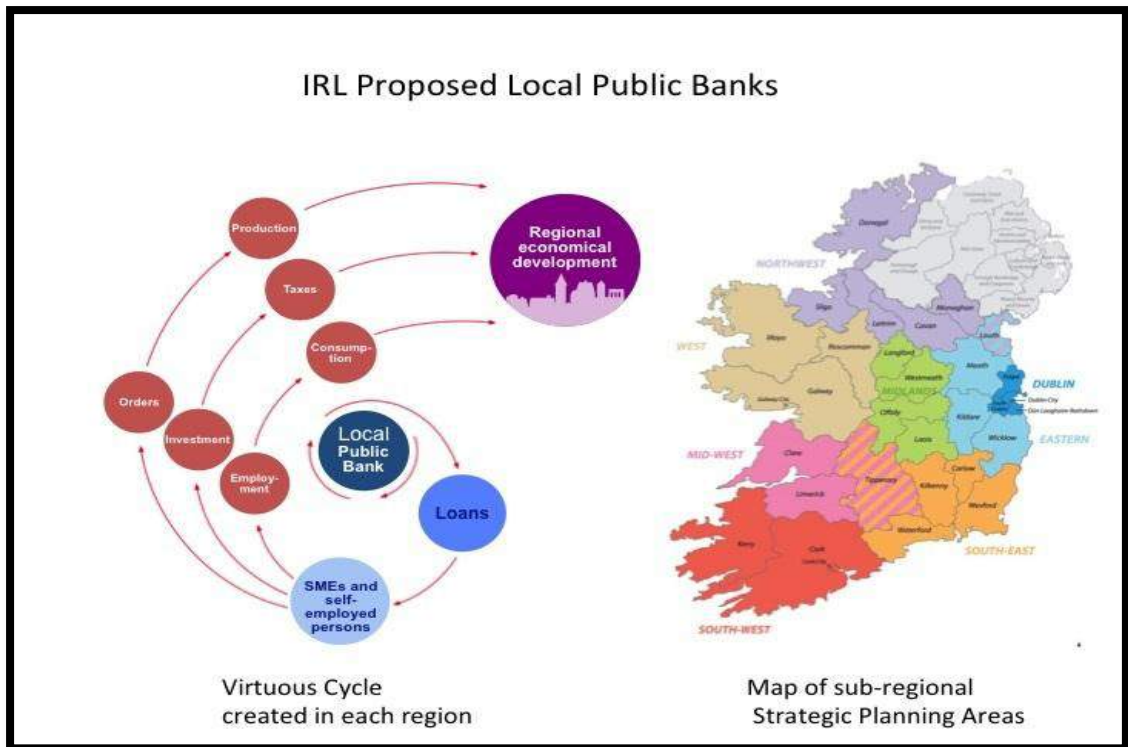 IRL Proposed Local Public Banks
Production
Taxes
Consump-
tion
Orders
Investment
Employ-
ment
Regional
economical
development
Local
Public
Bank
Loans
SMEs and
self-
employed
persons
Virtuous Cycle
created in each region
Donegal
NORTHWEST
Sligo
Leitrim
Cavan
Monaghan
Louth
WEST
Mayo
Roscommon
Longford
Meath
Westmeath
Galway
MIDLANDS
DUBLIN
Galway City
Dublin City
Offaly
Kildare
Dún Laoghaire-Rathdown
Laois
Wicklow
EASTERN
MID-WEST
Clare
Carlow
Limerick
Tipperary
Kilkenny
Wexford
Waterford
SOUTH-EAST
Kerry
Cork
SOUTH-WEST
Map of sub-regional
Strategic Planning Areas